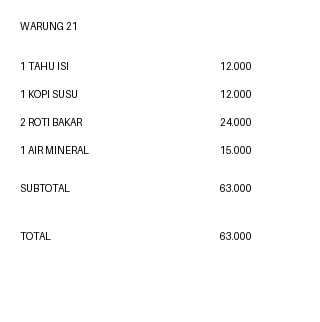 WARUNG 21
1 TAHU ISI 12.000
1 KOPI SUSU 12.000
2 ROTI BAKAR 24.000
1 AIR MINERAL 15.000
SUBTOTAL 63.000
TOTAL 63.000